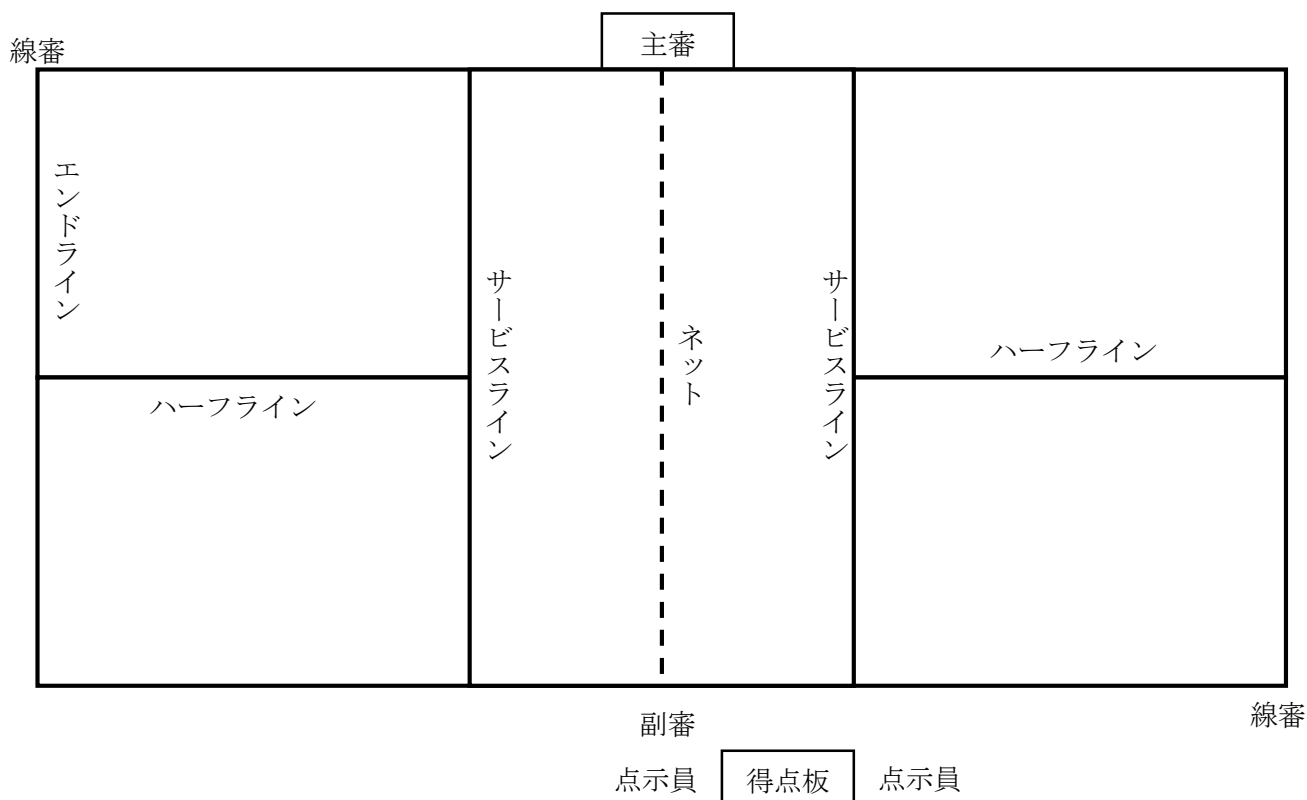 主審
線審
エンドライン
サービスライン
サービスライン
ネット
ハーフライン
ハーフライン
副審
線審
点示員
得点板
点示員